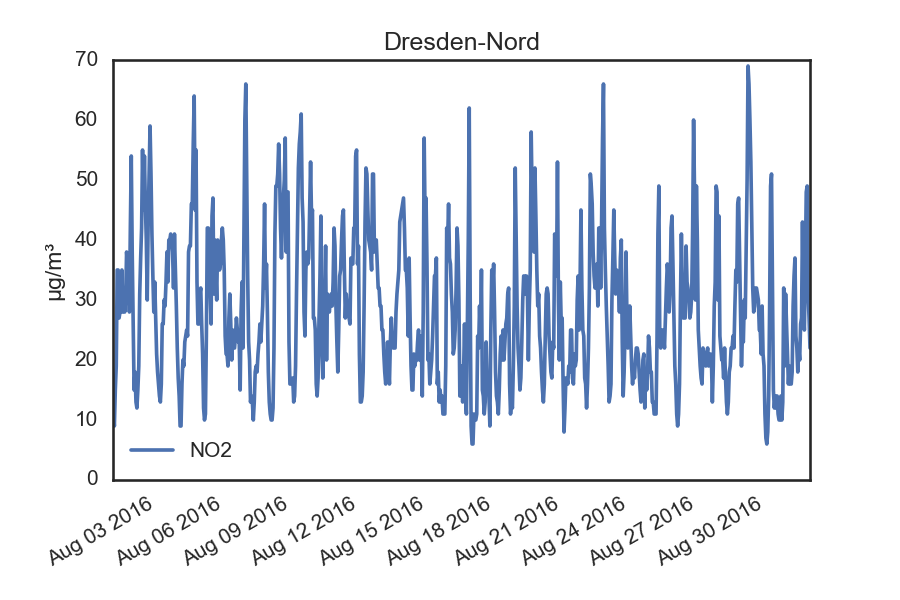 Dresden-Nord
70
60
50
40
30
20
10
0
µg/m³
NO2
Aug 03 2016
Aug 06 2016
Aug 09 2016
Aug 12 2016
Aug 15 2016
Aug 18 2016
Aug 21 2016
Aug 24 2016
Aug 27 2016
Aug 30 2016